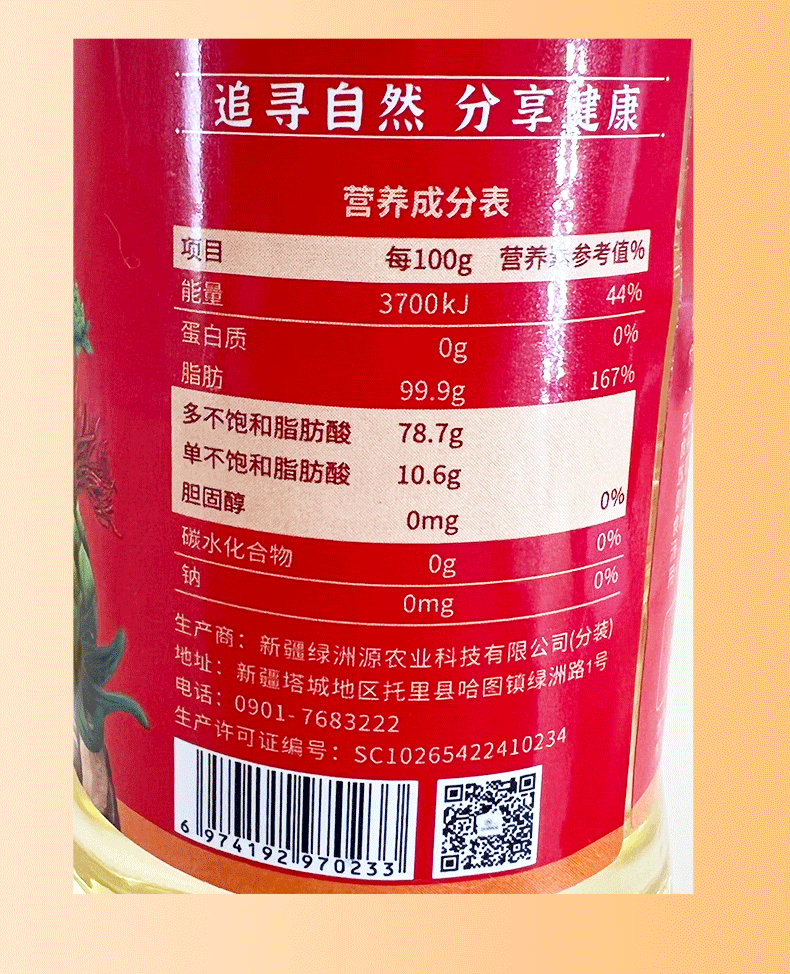 追寻自然 分享健康
营养成分表
项目 每100g 营养素参考值%
能量 3700kJ 44%
蛋白质 0g 0%
脂肪 99.9g 167%
多不饱和脂肪酸 78.7g
单不饱和脂肪酸 10.6g
胆固醇 0mg 0%
碳水化合物 0g 0%
钠 0mg 0%
生产商：新疆绿洲源农业科技有限公司(分装)
地址：新疆塔城地区托里县哈图镇绿洲路1号
电话：0901-7683222
生产许可证编号：SC10265422410234
6 974192 970233